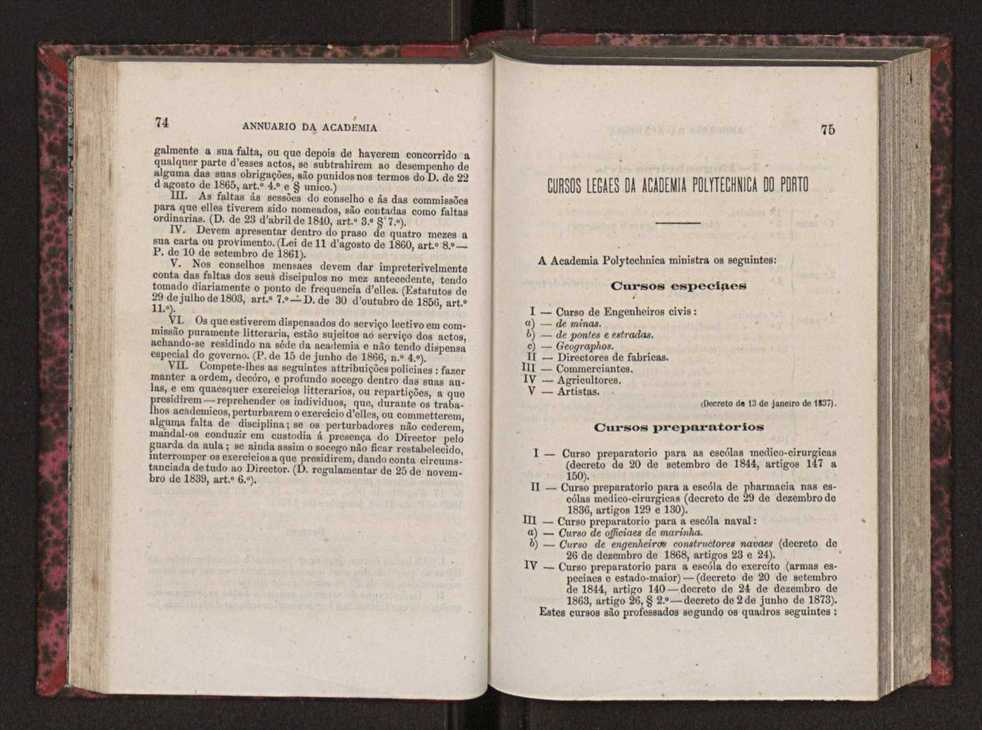 74
ANNUARIO DA ACADEMIA
galmente a sua falta, ou que depois de haverem concorrido a
qualquer parte d'esses actos, se subtrahirem ao desempenho de
alguma das suas obrigações, são punidos nos termos do D. de 22
d'agosto de 1865, art.º 4.º e § unico.)
III. As faltas ás sessões do conselho e ás das commissões
para que elles tiverem sido nomeados, são contadas como faltas
ordinarias. (D. de 23 d'abril de 1840, art.º 3.º § 7.º).
IV. Devem apresentar dentro do praso de quatro mezes a
sua carta ou provimento. (Lei de 11 d'agosto de 1860, art.º 8.º—
P. de 10 de setembro de 1861).
V. Nos conselhos mensaes devem dar impreterivelmente
conta das faltas dos seus discipulos no mez antecedente, tendo
tomado diariamente o ponto de frequencia d'elles. (Estatutos de
29 de julho de 1803, art.º 7.º—D. de 30 d'outubro de 1856, art.º
11.º).
VI. Os que estiverem dispensados do serviço lectivo em com-
missão puramente litteraria, estão sujeitos ao serviço dos actos,
achando-se residindo na séde da academia e não tendo dispensa
especial do governo. (P. de 15 de junho de 1866, n.º 4.º).
VII. Compete-lhes as seguintes attribuições policiaes: fazer
manter a ordem, decóro, e profundo socego dentro das suas au-
las, e em quaesquer exercicios litterarios, ou repartições, a que
presidirem — reprehender os individuos, que, durante os traba-
lhos academicos, perturbarem o exercicio d'elles, ou commetterem,
alguma falta de disciplina; se os perturbadores não cederem,
mandal-os conduzir em custodia á presença do Director pelo
guarda da aula; se ainda assim o socego não ficar restabelecido,
interromper os exercicios a que presidirem, dando conta circums-
tanciada de tudo ao Director. (D. regulamentar de 25 de novem-
bro de 1839, art.º 6.º).
75
CURSOS LEGAES DA ACADEMIA POLYTECHNICA DO PORTO
A Academia Polytechnica ministra os seguintes:
Cursos especiaes
I — Curso de Engenheiros civis:
a) — de minas.
b) — de pontes e estradas.
c) — Geographos.
II — Directores de fabricas.
III — Commerciantes.
IV — Agricultores.
V — Artistas.
(Decreto de 13 de janeiro de 1837).
Cursos preparatorios
I — Curso preparatorio para as escólas medico-cirurgicas
(decreto de 20 de setembro de 1844, artigos 147 a
150).
II — Curso preparatorio para a escóla de pharmacia nas es-
cólas medico-cirurgicas (decreto de 29 de dezembro de
1836, artigos 129 e 130).
III — Curso preparatorio para a escóla naval:
a) — Curso de officiaes de marinha.
b) — Curso de engenheiros constructores navaes (decreto de
26 de dezembro de 1868, artigos 23 e 24).
IV — Curso preparatorio para a escóla do exercito (armas es-
peciaes e estado-maior) — (decreto de 20 de setembro
de 1844, artigo 140 — decreto de 24 de dezembro de
1863, artigo 26, § 2.º — decreto de 2 de junho de 1873).
Estes cursos são professados segundo os quadros seguintes: